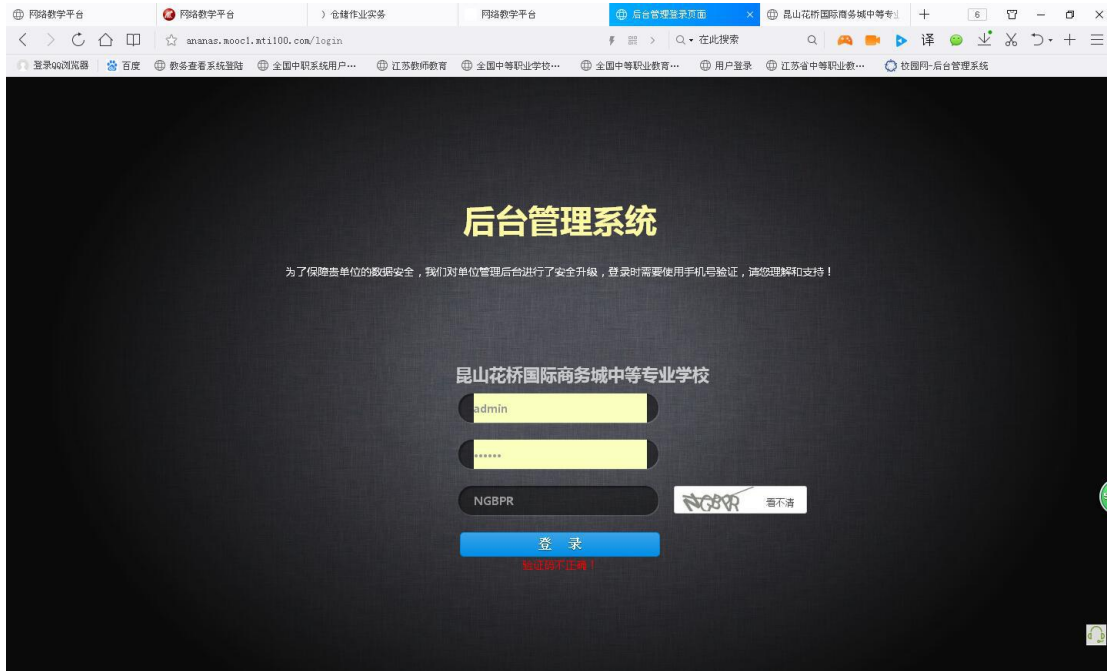 网络教学平台 网络教学平台 》仓储作业实务 网络教学平台 后台管理登录页面 × 昆山花桥国际商务城中等专业 + 6
ananas.mooc1.mti100.com/login 在此搜索 译
登录QQ浏览器 百度 教务查看系统登陆 全国中职系统用户… 江苏教师教育 全国中等职业学校… 全国中等职业教育… 用户登录 江苏省中等职业教… 校园网-后台管理系统
后台管理系统
为了保障贵单位的数据安全，我们对单位管理后台进行了安全升级，登录时需要使用手机号验证，请您理解和支持！
昆山花桥国际商务城中等专业学校
admin
••••••
NGBPR NGBPR 看不清
登 录
验证码不正确！